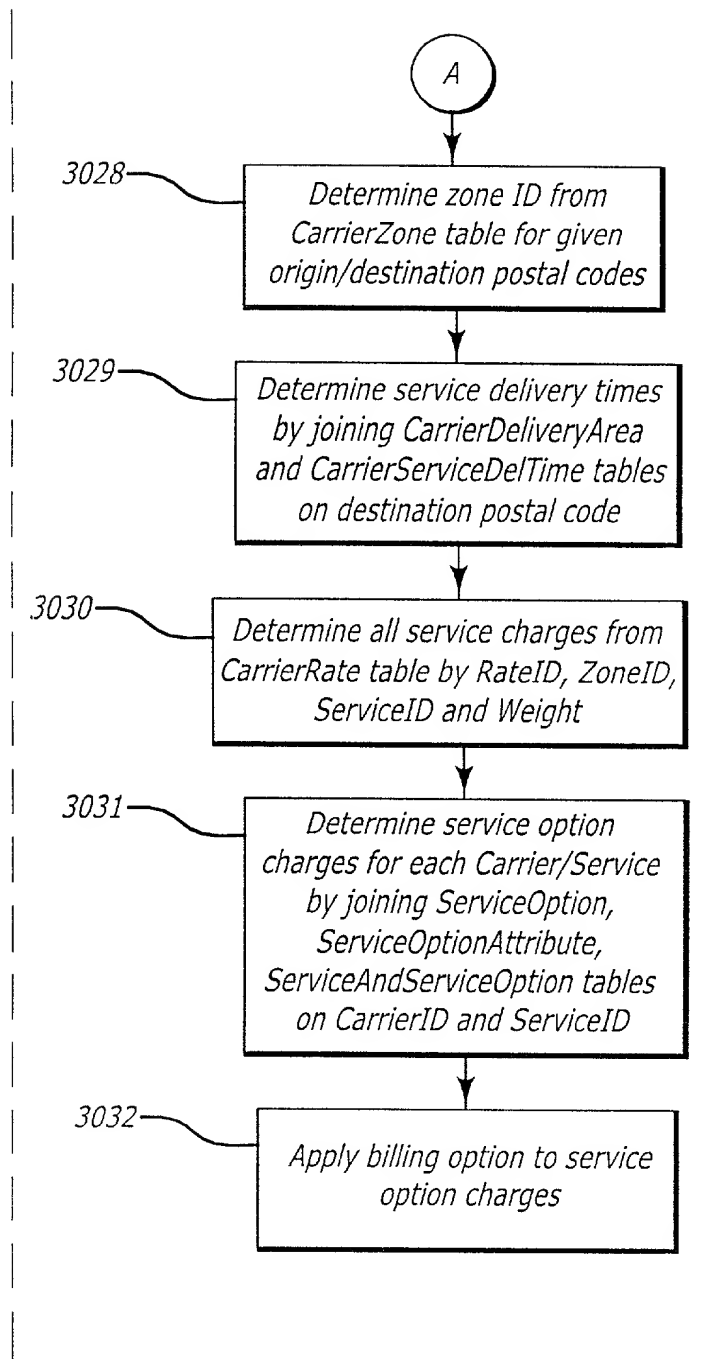 A
3028
Determine zone ID from
CarrierZone table for given
origin/destination postal codes
3029
Determine service delivery times
by joining CarrierDeliveryArea
and CarrierServiceDelTime tables
on destination postal code
3030
Determine all service charges from
CarrierRate table by RateID, ZoneID,
ServiceID and Weight
3031
Determine service option
charges for each Carrier/Service
by joining ServiceOption,
ServiceOptionAttribute,
ServiceAndServiceOption tables
on CarrierID and ServiceID
3032
Apply billing option to service
option charges